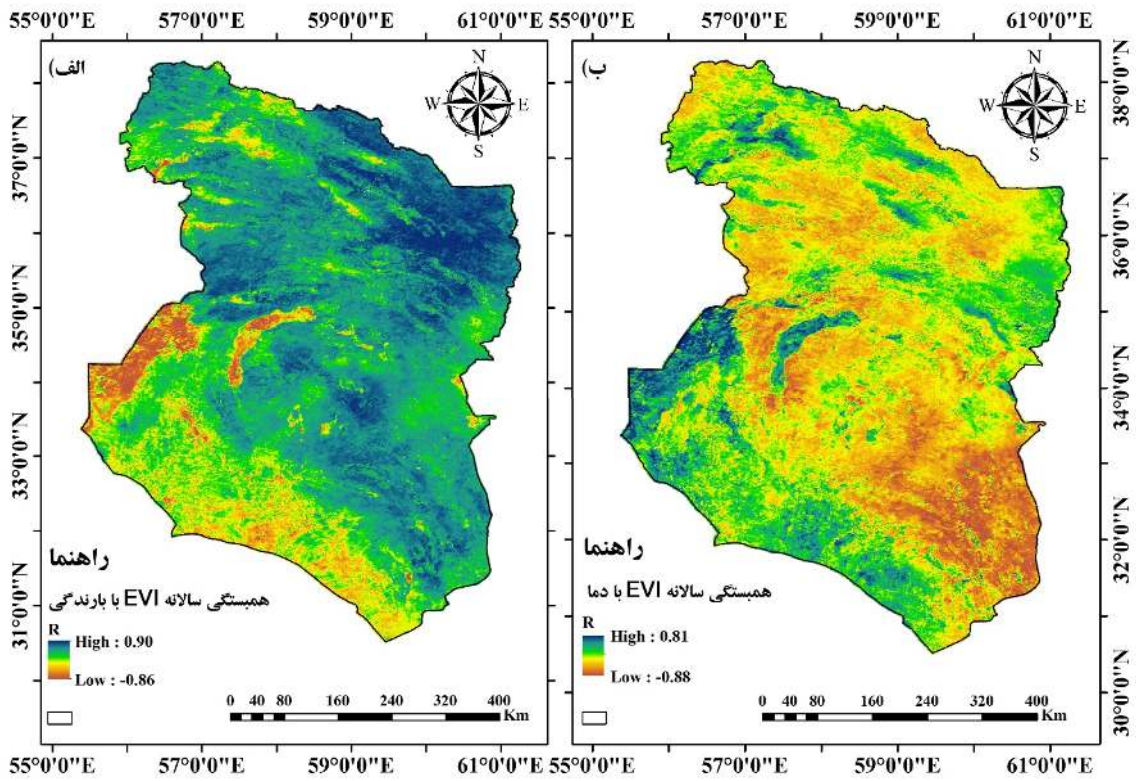 55°0'0"E 57°0'0"E 59°0'0"E 61°0'0"E
55°0'0"E 57°0'0"E 59°0'0"E 61°0'0"E
الف)
N
W E
S
ب)
N
W E
S
37°0'0"N
35°0'0"N
33°0'0"N
31°0'0"N
38°0'0"N
36°0'0"N
34°0'0"N
32°0'0"N
30°0'0"N
راهنما
همبستگی سالانه EVI با بارندگی
R
High : 0.90
Low : -0.86
0 40 80 160 240 320 400
Km
راهنما
همبستگی سالانه EVI با دما
R
High : 0.81
Low : -0.88
0 40 80 160 240 320 400
Km
55°0'0"E 57°0'0"E 59°0'0"E 61°0'0"E
57°0'0"E 59°0'0"E 61°0'0"E